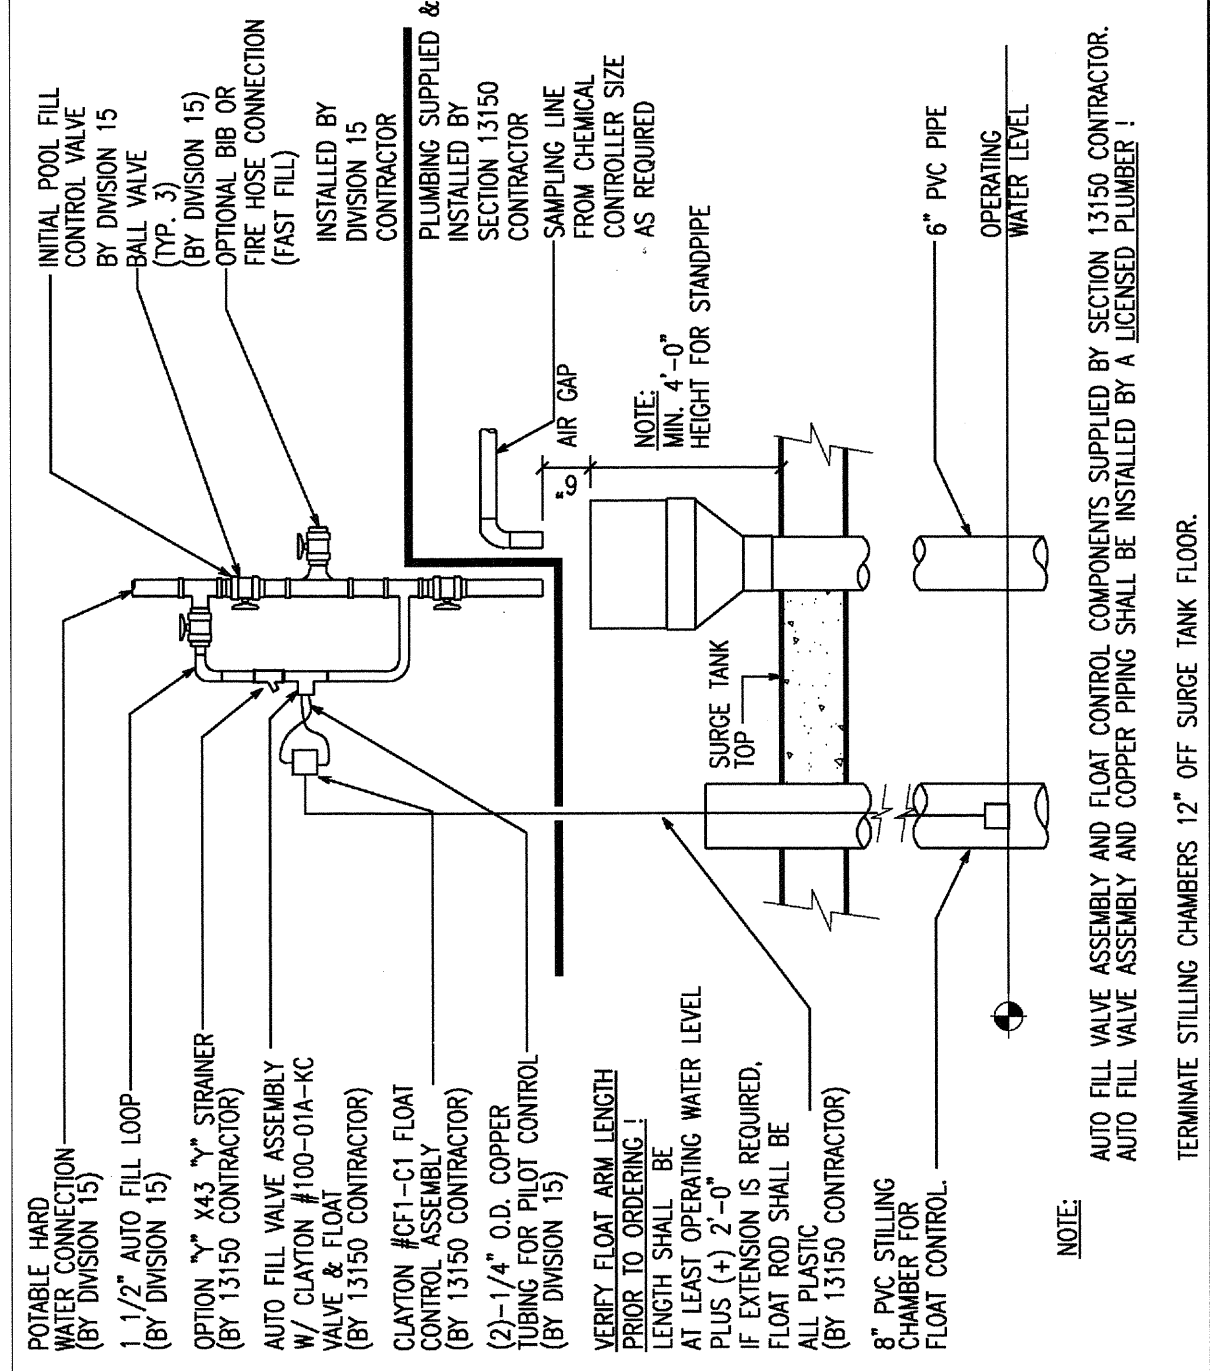 POTABLE HARD
WATER CONNECTION
(BY DIVISION 15)
1 1/2" AUTO FILL LOOP
(BY DIVISION 15)
OPTION "Y" X43 "Y" STRAINER
(BY 13150 CONTRACTOR)
AUTO FILL VALVE ASSEMBLY
W/ CLAYTON #100-01A-KC
VALVE & FLOAT
(BY 13150 CONTRACTOR)
CLAYTON #CF1-C1 FLOAT
CONTROL ASSEMBLY
(BY 13150 CONTRACTOR)
(2)-1/4" O.D. COPPER
TUBING FOR PILOT CONTROL
(BY DIVISION 15)
VERIFY FLOAT ARM LENGTH
PRIOR TO ORDERING !
LENGTH SHALL BE
AT LEAST OPERATING WATER LEVEL
PLUS (+) 2'-0"
IF EXTENSION IS REQUIRED,
FLOAT ROD SHALL BE
ALL PLASTIC
(BY 13150 CONTRACTOR)
8" PVC STILLING
CHAMBER FOR
FLOAT CONTROL.
INITIAL POOL FILL
CONTROL VALVE
BY DIVISION 15
BALL VALVE
(TYP. 3)
(BY DIVISION 15)
OPTIONAL BIB OR
FIRE HOSE CONNECTION
(FAST FILL)
INSTALLED BY
DIVISION 15
CONTRACTOR
PLUMBING SUPPLIED &
INSTALLED BY
SECTION 13150
CONTRACTOR
SAMPLING LINE
FROM CHEMICAL
CONTROLLER SIZE
AS REQUIRED
6"
AIR GAP
NOTE:
MIN. 4'-0"
HEIGHT FOR STANDPIPE
SURGE TANK
TOP
6" PVC PIPE
OPERATING
WATER LEVEL
NOTE:
AUTO FILL VALVE ASSEMBLY AND FLOAT CONTROL COMPONENTS SUPPLIED BY SECTION 13150 CONTRACTOR.
AUTO FILL VALVE ASSEMBLY AND COPPER PIPING SHALL BE INSTALLED BY A LICENSED PLUMBER !
TERMINATE STILLING CHAMBERS 12" OFF SURGE TANK FLOOR.